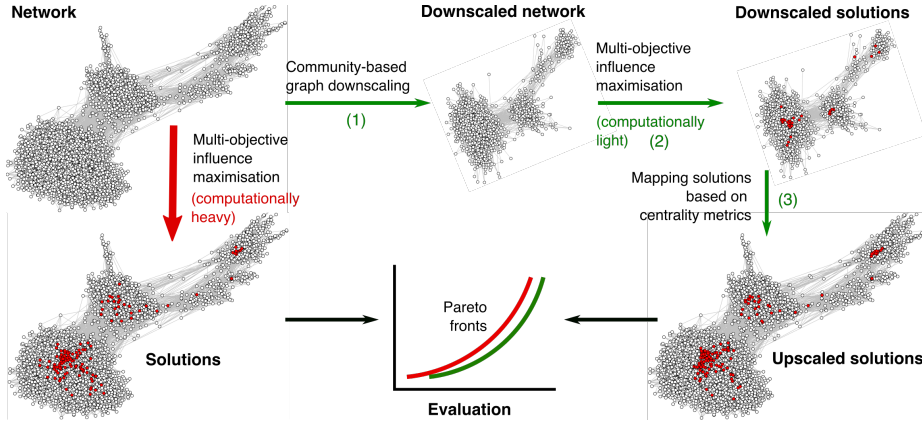 Network
Downscaled network
Downscaled solutions
Community-based
graph downscaling
(1)
Multi-objective
influence
maximisation
(computationally
light)
(2)
Multi-objective
influence
maximisation
(computationally
heavy)
Mapping solutions
based on
centrality metrics
(3)
Solutions
Pareto
fronts
Evaluation
Upscaled solutions